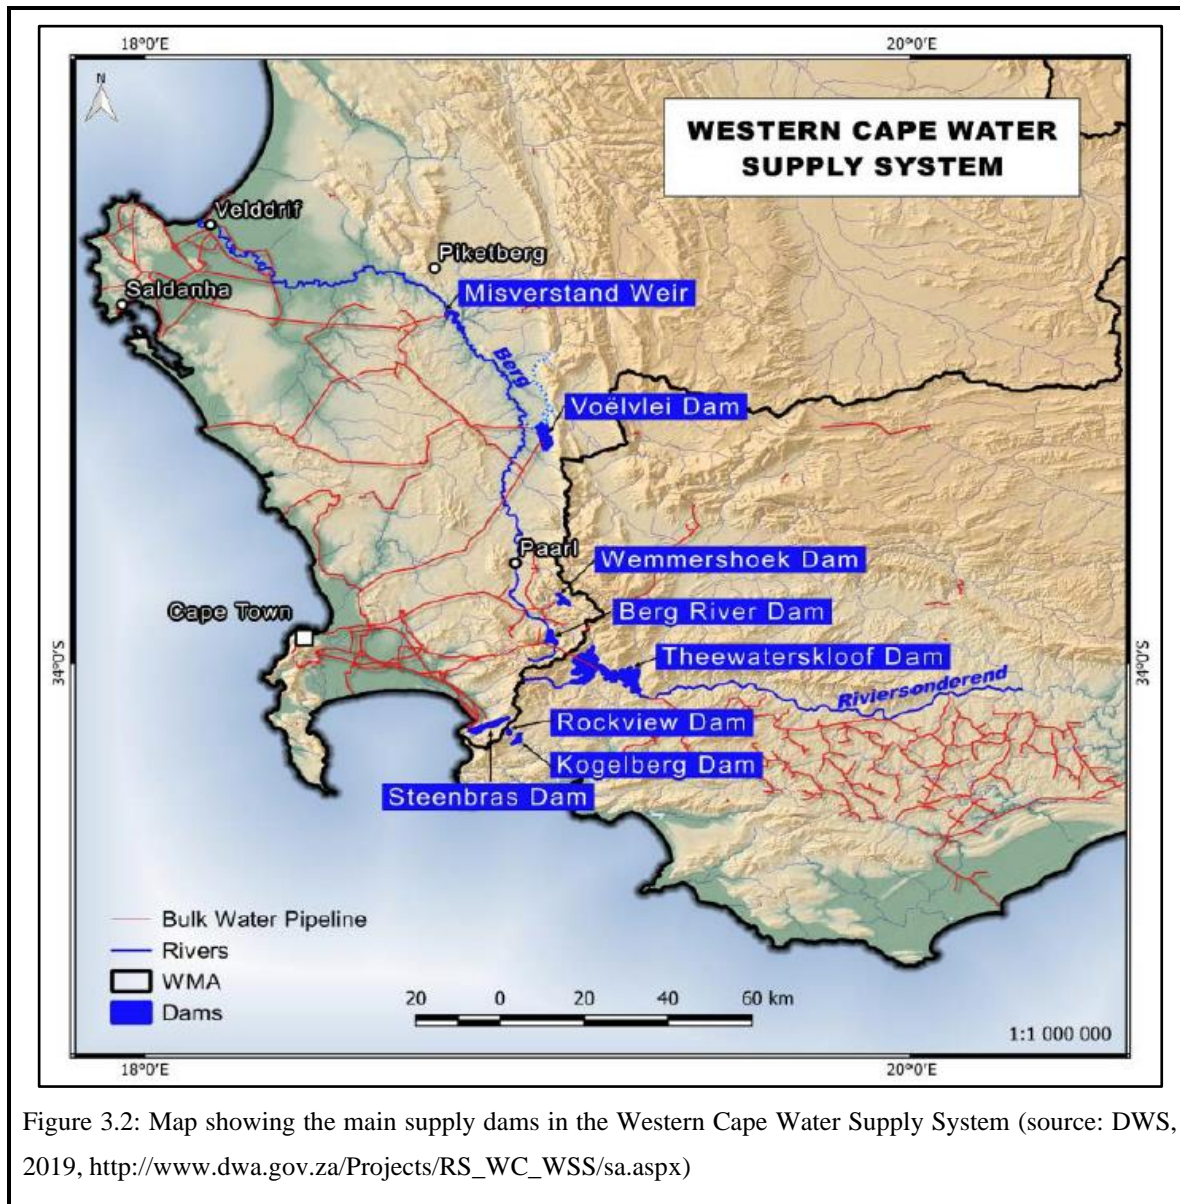 18°0'E 20°0'E
N
WESTERN CAPE WATER
SUPPLY SYSTEM
Velddrif
Piketberg
Saldanha
Misverstand Weir
Berg
Voëlvlei Dam
Paarl
Wemmershoek Dam
Cape Town
Berg River Dam
34°0'S
Theewaterskloof Dam
34°0'S
Riviersonderend
Rockview Dam
Kogelberg Dam
Steenbras Dam
Bulk Water Pipeline
Rivers
WMA
Dams
20 0 20 40 60 km
1:1 000 000
18°0'E 20°0'E
Figure 3.2: Map showing the main supply dams in the Western Cape Water Supply System (source: DWS,
2019, http://www.dwa.gov.za/Projects/RS_WC_WSS/sa.aspx)